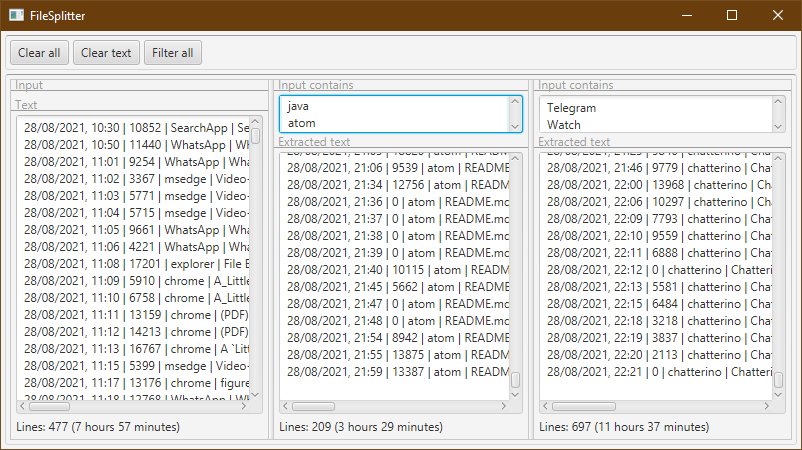 FileSplitter
Clear all
Clear text
Filter all
Input
Text
28/08/2021, 10:30 | 10852 | SearchApp | Se
28/08/2021, 10:50 | 11440 | WhatsApp | W
28/08/2021, 11:01 | 9254 | WhatsApp | Wha
28/08/2021, 11:02 | 3367 | msedge | Video-
28/08/2021, 11:03 | 5771 | msedge | Video-
28/08/2021, 11:04 | 5715 | msedge | Video-
28/08/2021, 11:05 | 9661 | WhatsApp | Wha
28/08/2021, 11:06 | 4221 | WhatsApp | Wha
28/08/2021, 11:08 | 17201 | explorer | File E
28/08/2021, 11:09 | 5910 | chrome | A_Little
28/08/2021, 11:10 | 6758 | chrome | A_Little
28/08/2021, 11:11 | 13159 | chrome | (PDF)
28/08/2021, 11:12 | 14213 | chrome | (PDF)
28/08/2021, 11:13 | 16767 | chrome | A `Lit
28/08/2021, 11:15 | 5399 | msedge | Video-
28/08/2021, 11:17 | 13176 | chrome | figure
28/08/2021, 11:18 | 12768 | WhatsApp | W
Lines: 477 (7 hours 57 minutes)
Input contains
java
atom
Extracted text
28/08/2021, 21:06 | 9539 | atom | README
28/08/2021, 21:34 | 12756 | atom | READM
28/08/2021, 21:36 | 0 | atom | README.md
28/08/2021, 21:37 | 0 | atom | README.md
28/08/2021, 21:38 | 0 | atom | README.md
28/08/2021, 21:39 | 0 | atom | README.md
28/08/2021, 21:40 | 10115 | atom | READM
28/08/2021, 21:45 | 5662 | atom | README
28/08/2021, 21:47 | 0 | atom | README.md
28/08/2021, 21:48 | 0 | atom | README.md
28/08/2021, 21:54 | 8942 | atom | README
28/08/2021, 21:55 | 13875 | atom | READM
28/08/2021, 21:59 | 13387 | atom | READM
Lines: 209 (3 hours 29 minutes)
Input contains
Telegram
Watch
Extracted text
28/08/2021, 21:46 | 9779 | chatterino | Cha
28/08/2021, 22:00 | 13968 | chatterino | Ch
28/08/2021, 22:06 | 10297 | chatterino | Ch
28/08/2021, 22:09 | 7793 | chatterino | Cha
28/08/2021, 22:10 | 9559 | chatterino | Cha
28/08/2021, 22:11 | 6888 | chatterino | Cha
28/08/2021, 22:12 | 0 | chatterino | Chatteri
28/08/2021, 22:13 | 5581 | chatterino | Cha
28/08/2021, 22:15 | 6484 | chatterino | Cha
28/08/2021, 22:18 | 3218 | chatterino | Cha
28/08/2021, 22:19 | 3837 | chatterino | Cha
28/08/2021, 22:20 | 2113 | chatterino | Cha
28/08/2021, 22:21 | 0 | chatterino | Chatteri
Lines: 697 (11 hours 37 minutes)